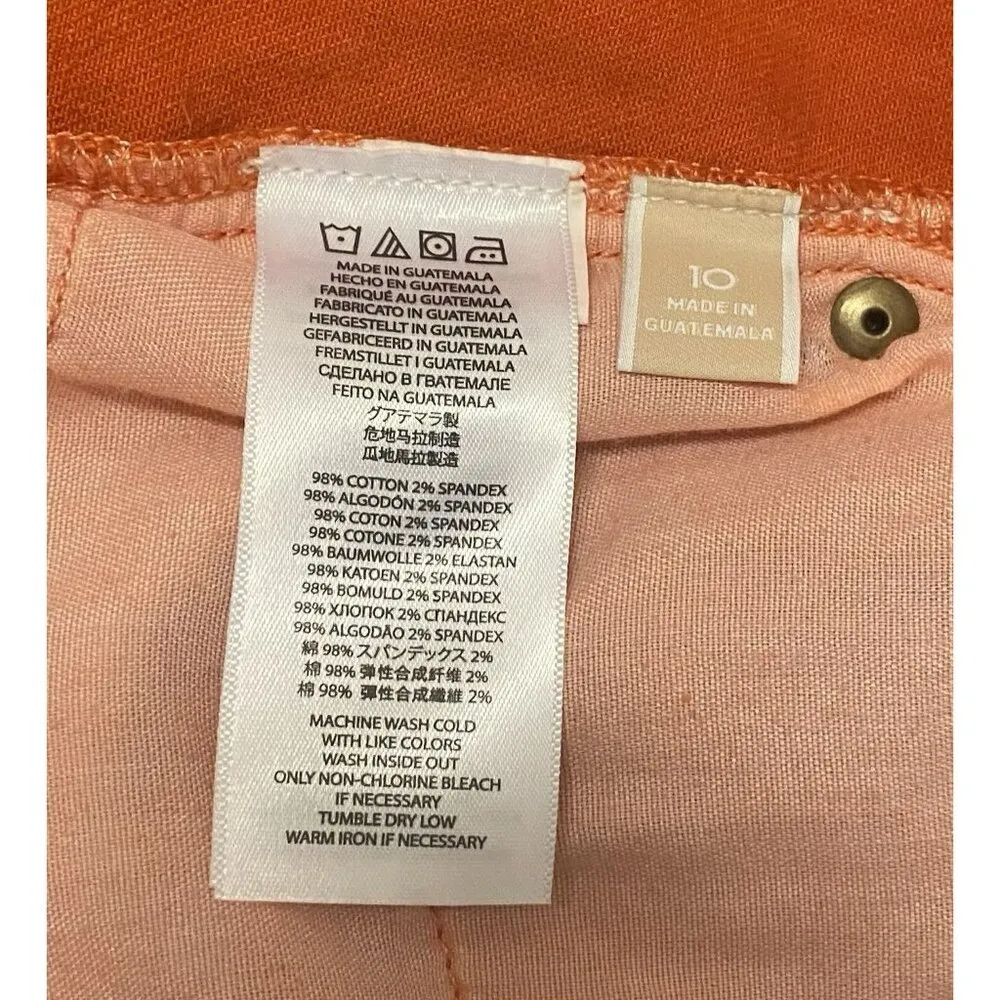 MADE IN GUATEMALA
HECHO EN GUATEMALA
FABRIQUÉ AU GUATEMALA
FABBRICATO IN GUATEMALA
HERGESTELLT IN GUATEMALA
GEFABRICEERD IN GUATEMALA
FREMSTILLET I GUATEMALA
СДЕЛАНО В ГВАТЕМАЛЕ
FEITO NA GUATEMALA
グアテマラ製
危地马拉制造
瓜地馬拉製造
98% COTTON 2% SPANDEX
98% ALGODÓN 2% SPANDEX
98% COTON 2% SPANDEX
98% COTONE 2% SPANDEX
98% BAUMWOLLE 2% ELASTAN
98% KATOEN 2% SPANDEX
98% BOMULD 2% SPANDEX
98% ХЛОПОК 2% СПАНДЕКС
98% ALGODÃO 2% SPANDEX
綿 98% スパンデックス 2%
棉 98% 弹性合成纤维 2%
棉 98% 彈性合成纖維 2%
MACHINE WASH COLD
WITH LIKE COLORS
WASH INSIDE OUT
ONLY NON-CHLORINE BLEACH
IF NECESSARY
TUMBLE DRY LOW
WARM IRON IF NECESSARY
10
MADE IN
GUATEMALA